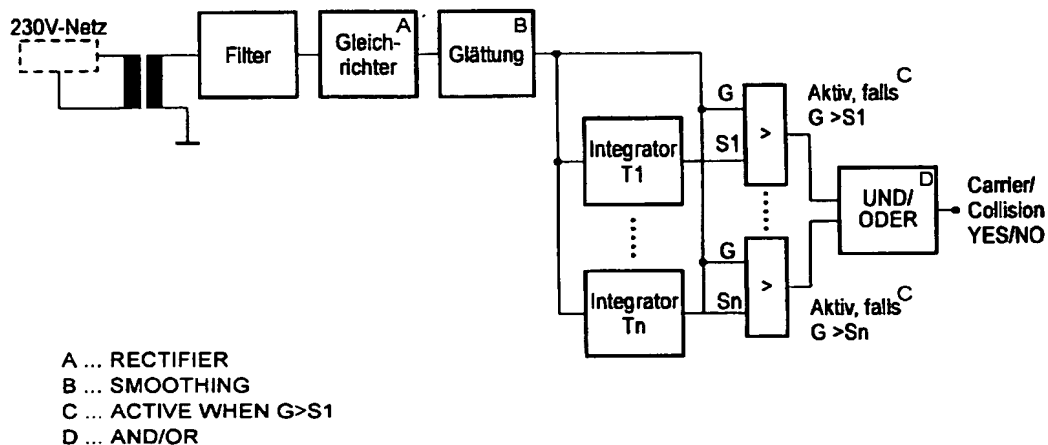 230V-Netz
Filter
A
Gleich-
richter
B
Glättung
G
S1
>
Aktiv, falls C
G >S1
Integrator
T1
D
UND/
ODER
Carrier/
Collision
YES/NO
G
Sn
>
Aktiv, falls C
G >Sn
Integrator
Tn
A ... RECTIFIER
B ... SMOOTHING
C ... ACTIVE WHEN G>S1
D ... AND/OR